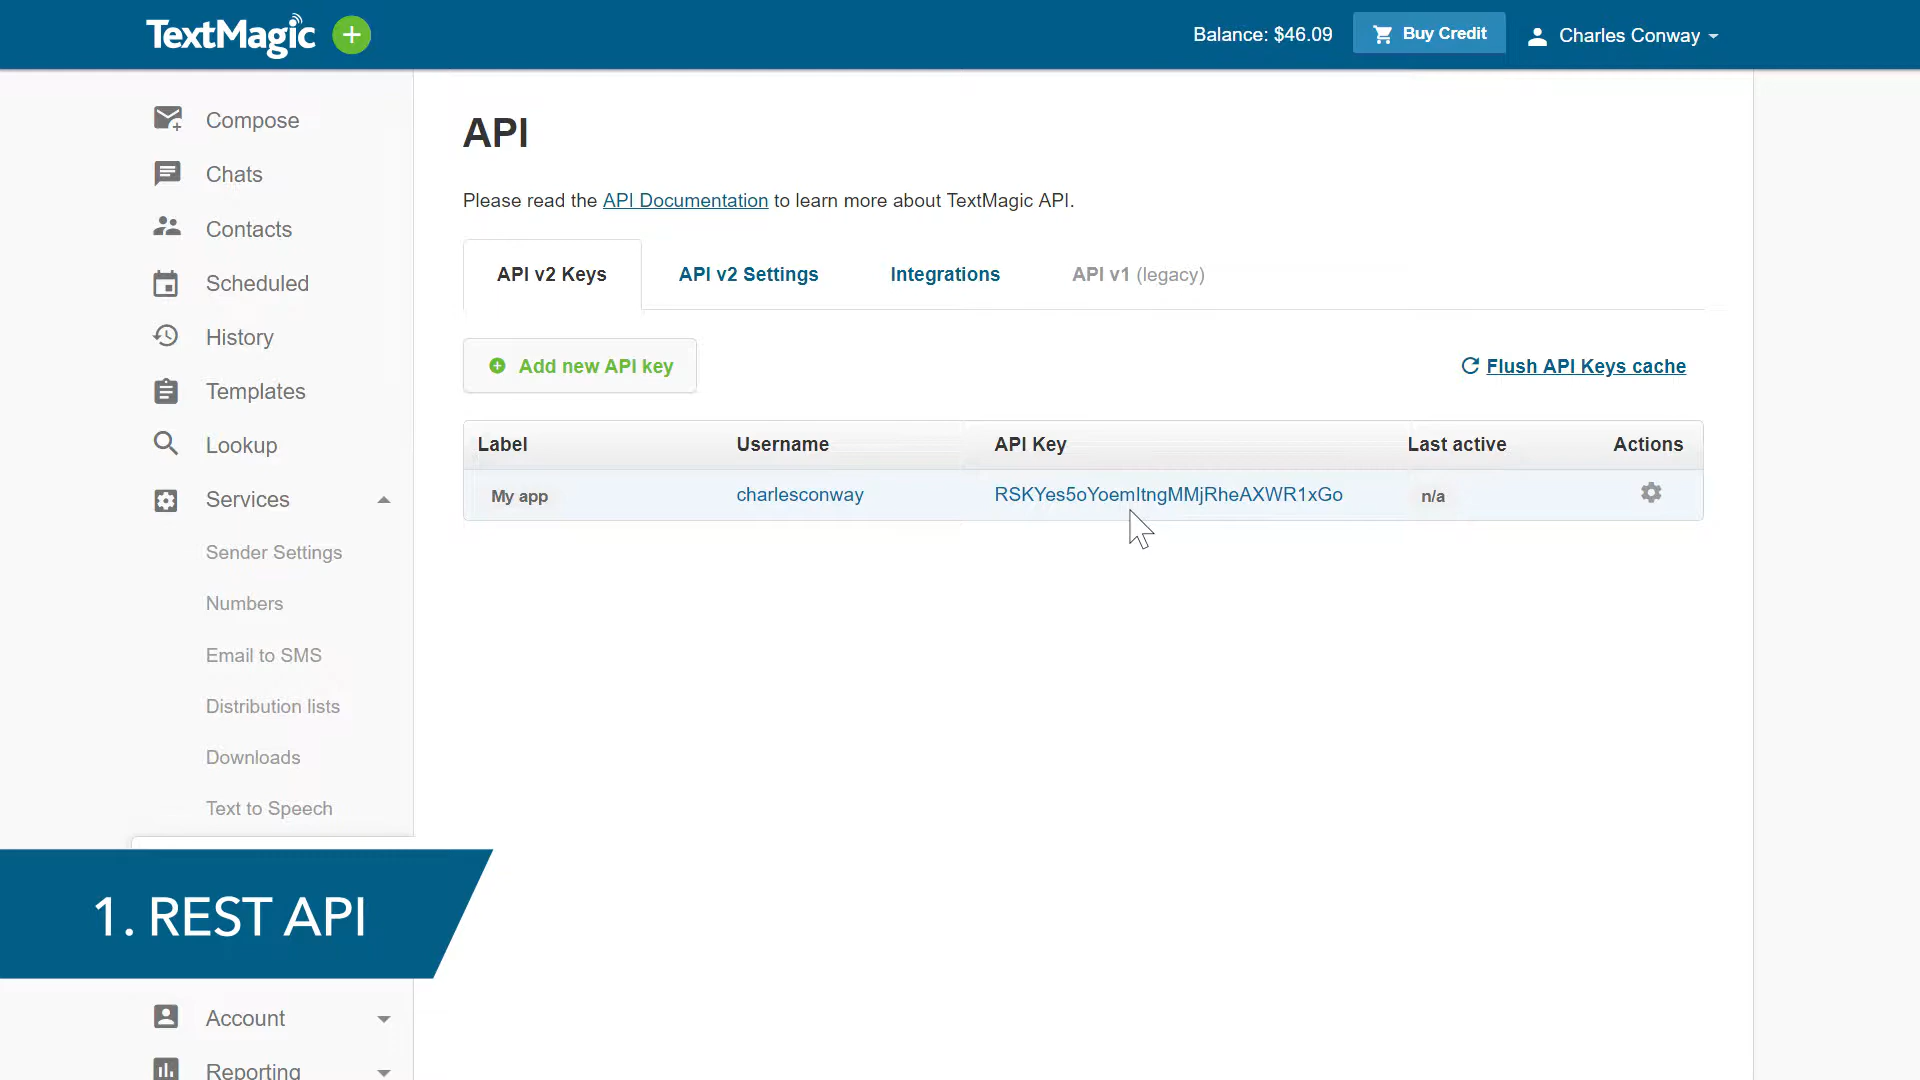 TextMagic
Balance: $46.09
Buy Credit
Charles Conway
Compose
Chats
Contacts
Scheduled
History
Templates
Lookup
Services
Sender Settings
Numbers
Email to SMS
Distribution lists
Downloads
Text to Speech
1. REST API
Account
Reporting
API
Please read the API Documentation to learn more about TextMagic API.
API v2 Keys API v2 Settings Integrations API v1 (legacy)
Add new API key
Flush API Keys cache
Label Username API Key Last active Actions
My app charlesconway RSKYes5oYoemItngMMjRheAXWR1xGo n/a